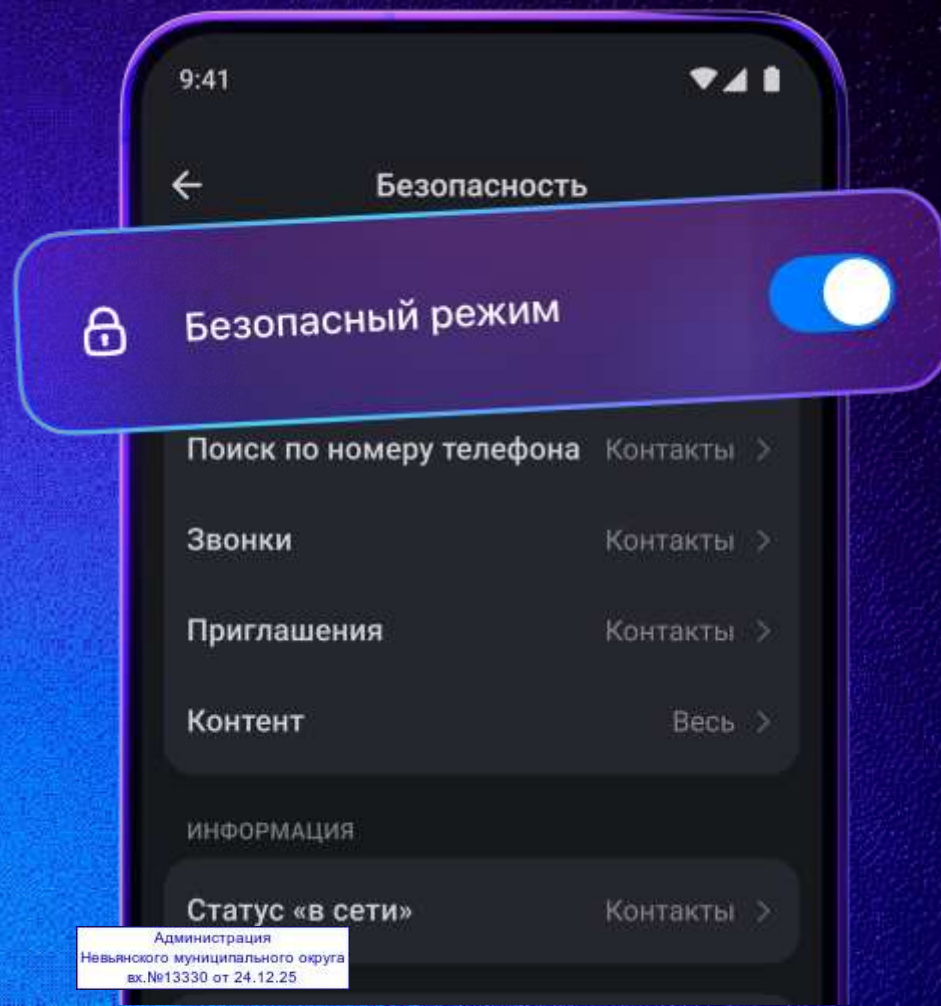 9:41
Безопасность
Безопасный режим
Поиск по номеру телефона Контакты
Звонки Контакты
Приглашения Контакты
Контент Весь
ИНФОРМАЦИЯ
Статус «в сети» Контакты
Администрация
Невьянского муниципального округа
вх.№13330 от 24.12.25